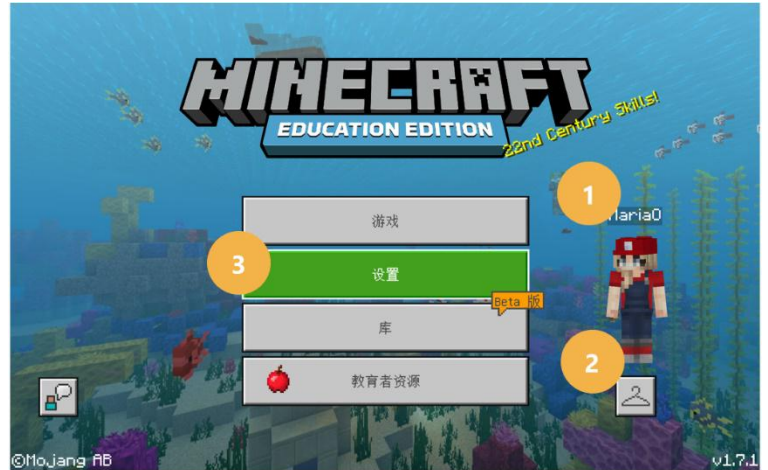 MINECRAFT
EDUCATION EDITION
22nd Century Skills!
1
MariaO
游戏
3
设置
Beta 版
库
2
教育者资源
©Mojang AB
v1.7.1